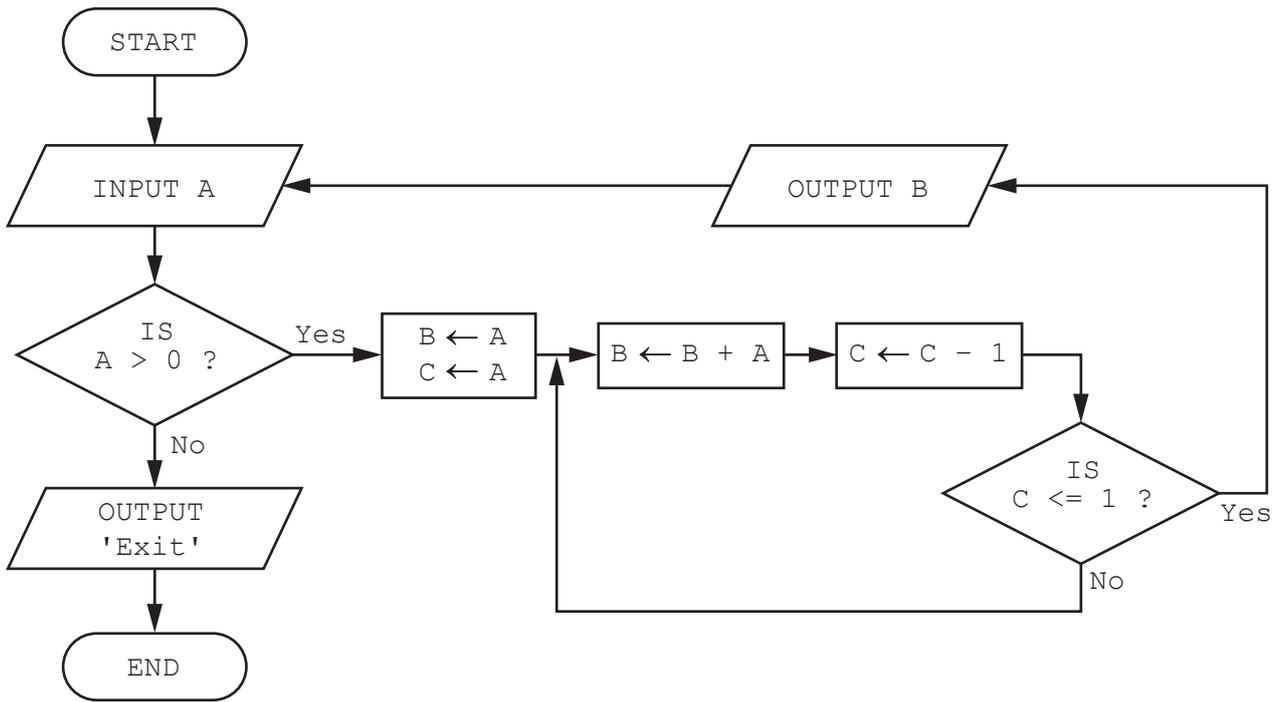 START
INPUT A
OUTPUT B
IS
A > 0 ?
Yes
B ← A
C ← A
B ← B + A
C ← C − 1
No
IS
C <= 1 ?
Yes
No
OUTPUT
'Exit'
END